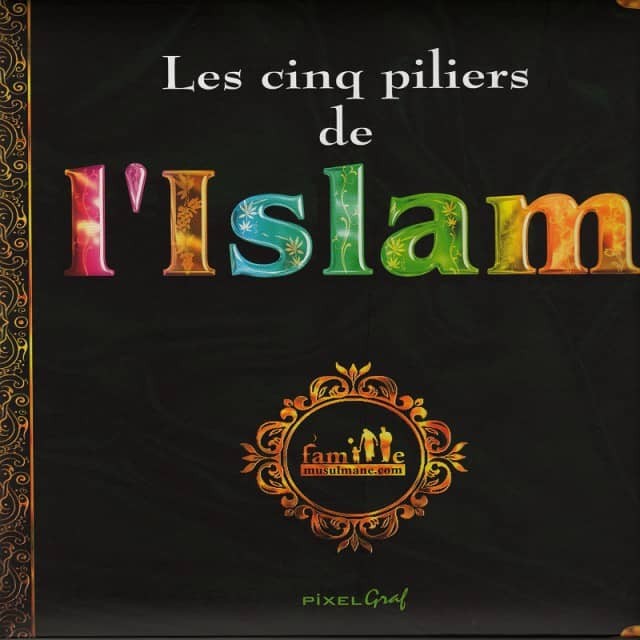 Les cinq piliers
de
l'Islam
famille
musulmane.com
PiXELGraf